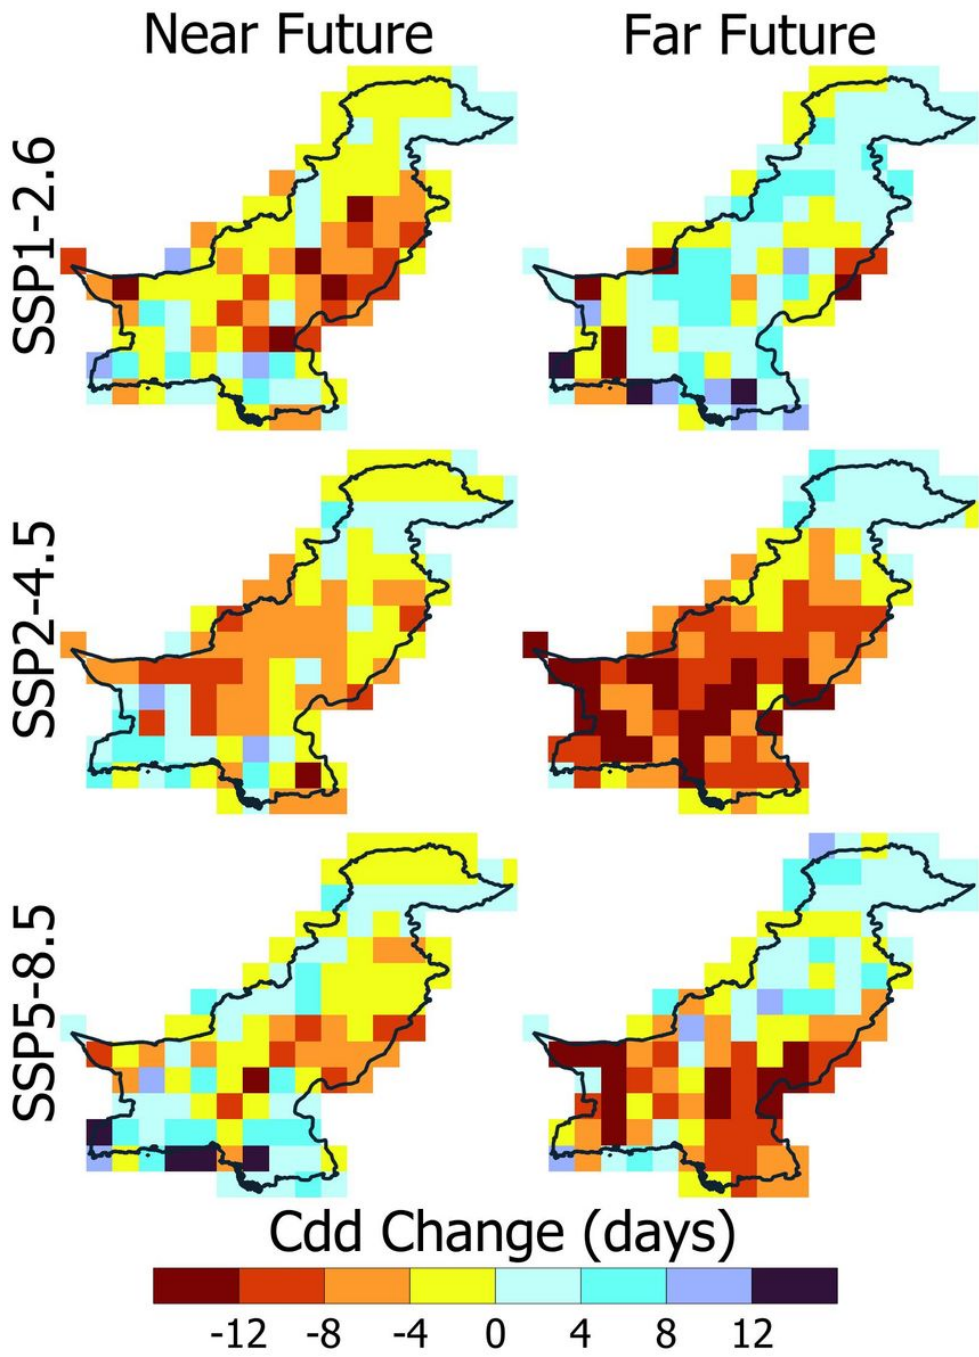 Near Future
Far Future
SSP1-2.6
SSP2-4.5
SSP5-8.5
Cdd Change (days)
-12 -8 -4 0 4 8 12